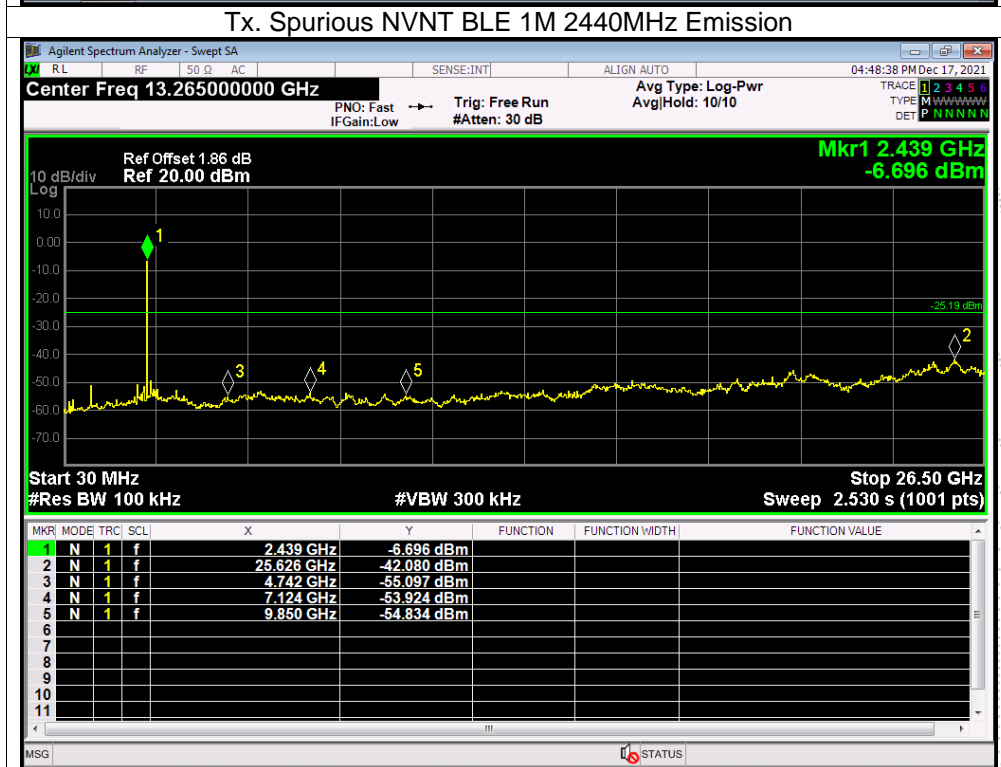 Tx. Spurious NVNT BLE 1M 2440MHz Emission
Agilent Spectrum Analyzer - Swept SA
LXI RL RF 50 Ω AC SENSE:INT ALIGN AUTO 04:48:38 PM Dec 17, 2021
Center Freq 13.265000000 GHz
PNO: Fast
IFGain:Low
Trig: Free Run
#Atten: 30 dB
Avg Type: Log-Pwr
Avg|Hold: 10/10
TRACE 1 2 3 4 5 6
TYPE M W W W W W
DET P N N N N N
Mkr1 2.439 GHz
-6.696 dBm
Ref Offset 1.86 dB
10 dB/div Ref 20.00 dBm
Log
10.0
0.00
-10.0
-20.0
-30.0
-40.0
-50.0
-60.0
-70.0
1
-25.19 dBm
2
3
4
5
Start 30 MHz Stop 26.50 GHz
#Res BW 100 kHz #VBW 300 kHz Sweep 2.530 s (1001 pts)
MKR MODE TRC SCL X Y FUNCTION FUNCTION WIDTH FUNCTION VALUE
1 N 1 f 2.439 GHz -6.696 dBm
2 N 1 f 25.626 GHz -42.080 dBm
3 N 1 f 4.742 GHz -55.097 dBm
4 N 1 f 7.124 GHz -53.924 dBm
5 N 1 f 9.850 GHz -54.834 dBm
6
7
8
9
10
11
MSG STATUS